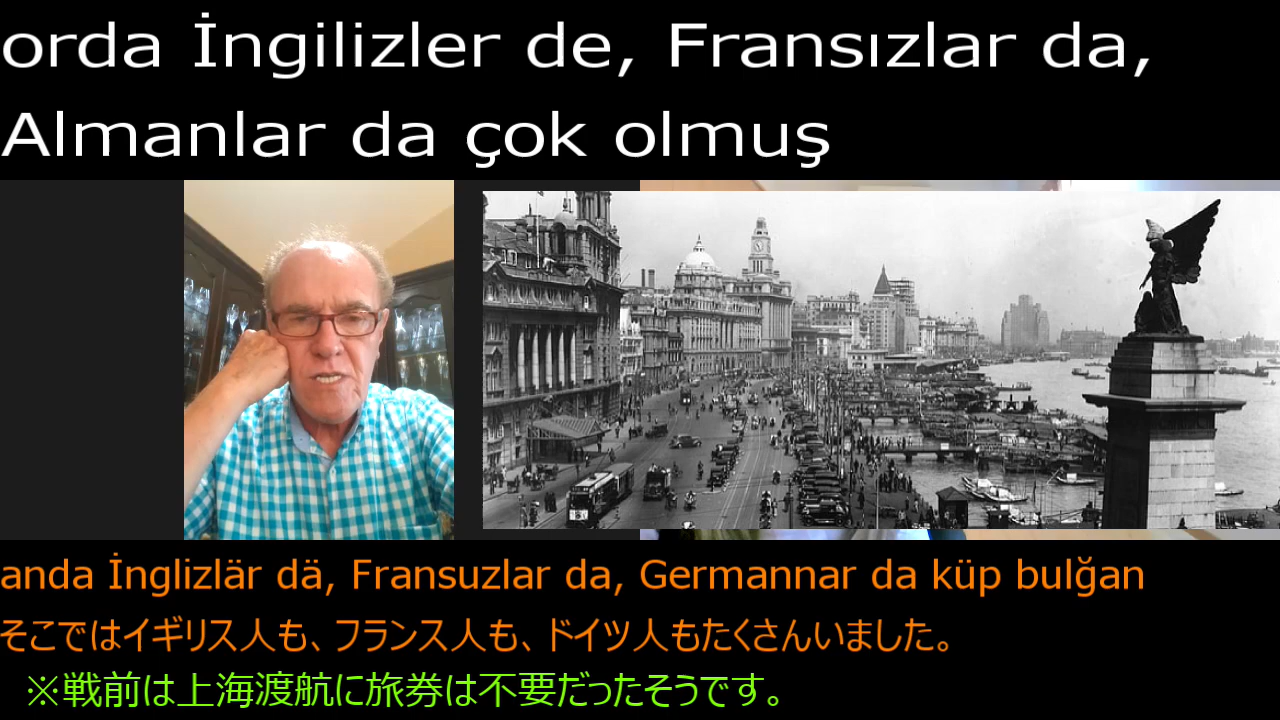 orda İngilizler de, Fransızlar da,
Almanlar da çok olmuş
anda İnglizlär dä, Fransuzlar da, Germannar da küp bulğan
そこではイギリス人も、フランス人も、ドイツ人もたくさんいました。
※戦前は上海渡航に旅券は不要だったそうです。